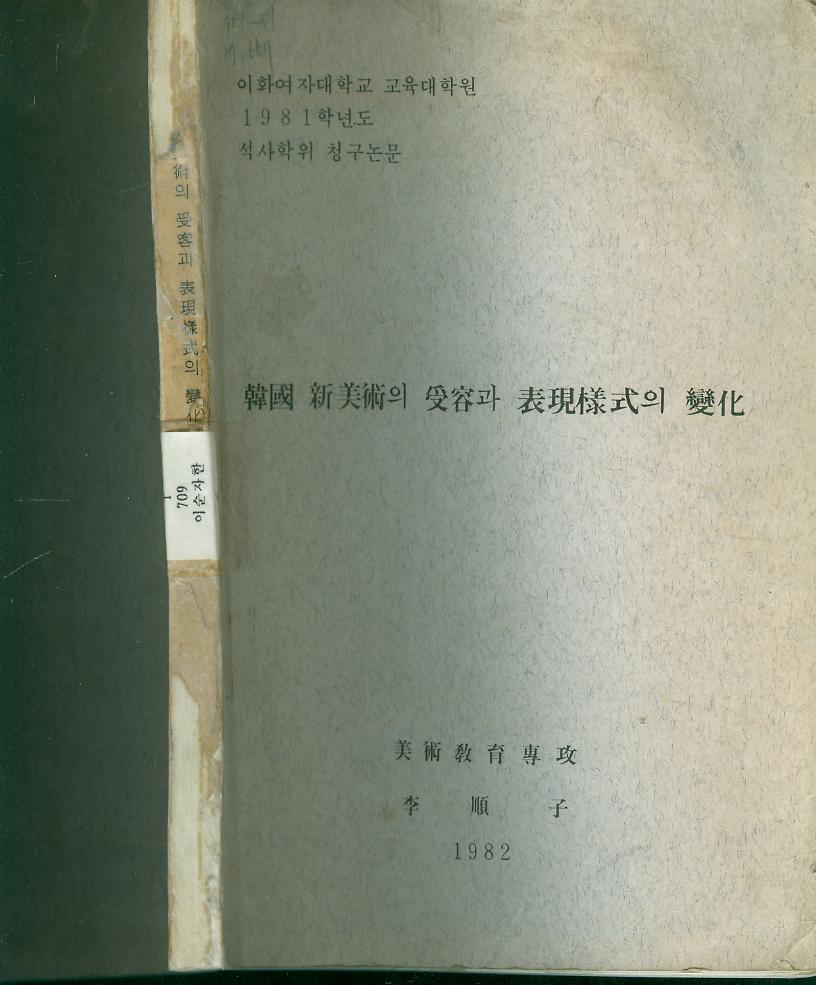 이화여자대학교 교육대학원
1981학년도
석사학위 청구논문
韓國 新美術의 受容과 表現樣式의 變化
美術敎育專攻
李順子
1982
術의 受容과 表現樣式의 變化
709
이순자한